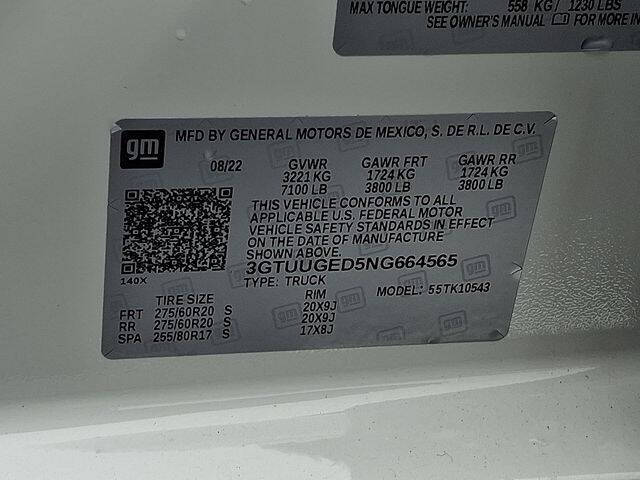 MAX TONGUE WEIGHT: 558 KG / 1230 LBS
SEE OWNER'S MANUAL FOR MORE IN
gm MFD BY GENERAL MOTORS DE MEXICO, S. DE R.L. DE C.V.
08/22 GVWR GAWR FRT GAWR RR
3221 KG 1724 KG 1724 KG
7100 LB 3800 LB 3800 LB
THIS VEHICLE CONFORMS TO ALL
APPLICABLE U.S. FEDERAL MOTOR
VEHICLE SAFETY STANDARDS IN EFFECT
ON THE DATE OF MANUFACTURE
SHOWN ABOVE.
3GTUUGED5NG664565
140X TYPE: TRUCK MODEL: 55TK10543
TIRE SIZE RIM
FRT 275/60R20 S 20X9J
RR 275/60R20 S 20X9J
SPA 255/80R17 S 17X8J